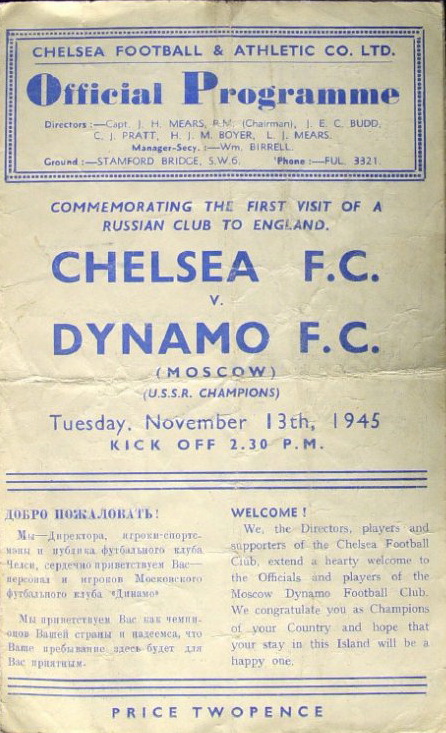 CHELSEA FOOTBALL & ATHLETIC CO. LTD.
Official Programme
Directors :—Capt. J. H. MEARS, R.M. (Chairman), J. E. C. BUDD,
C. J. PRATT, H. J. M. BOYER, L. J. MEARS.
Manager-Secy. :—Wm. BIRRELL.
Ground :—STAMFORD BRIDGE, S.W.6. 'Phone :—FUL. 3321.
COMMEMORATING THE FIRST VISIT OF A
RUSSIAN CLUB TO ENGLAND.
CHELSEA F.C.
V.
DYNAMO F.C.
(MOSCOW)
(U.S.S.R. CHAMPIONS)
Tuesday, November 13th, 1945
KICK OFF 2.30 P.M.
ДОБРО ПОЖАЛОВАТЬ!
Мы—Директора, игроки-спортс-
мены и публика футбального клуба
Челси, сердечно приветствуем Вас—
персонал и игроков Московского
футбального клуба "Динамо"
Мы приветствуем Вас как чемпи-
онов Вашей страны и надеемся, что
Ваше пребывание здесь будет для
Вас приятным.
WELCOME !
We, the Directors, players and
supporters of the Chelsea Football
Club, extend a hearty welcome to
the Officials and players of the
Moscow Dynamo Football Club.
We congratulate you as Champions
of your Country and hope that
your stay in this Island will be a
happy one.
PRICE TWOPENCE